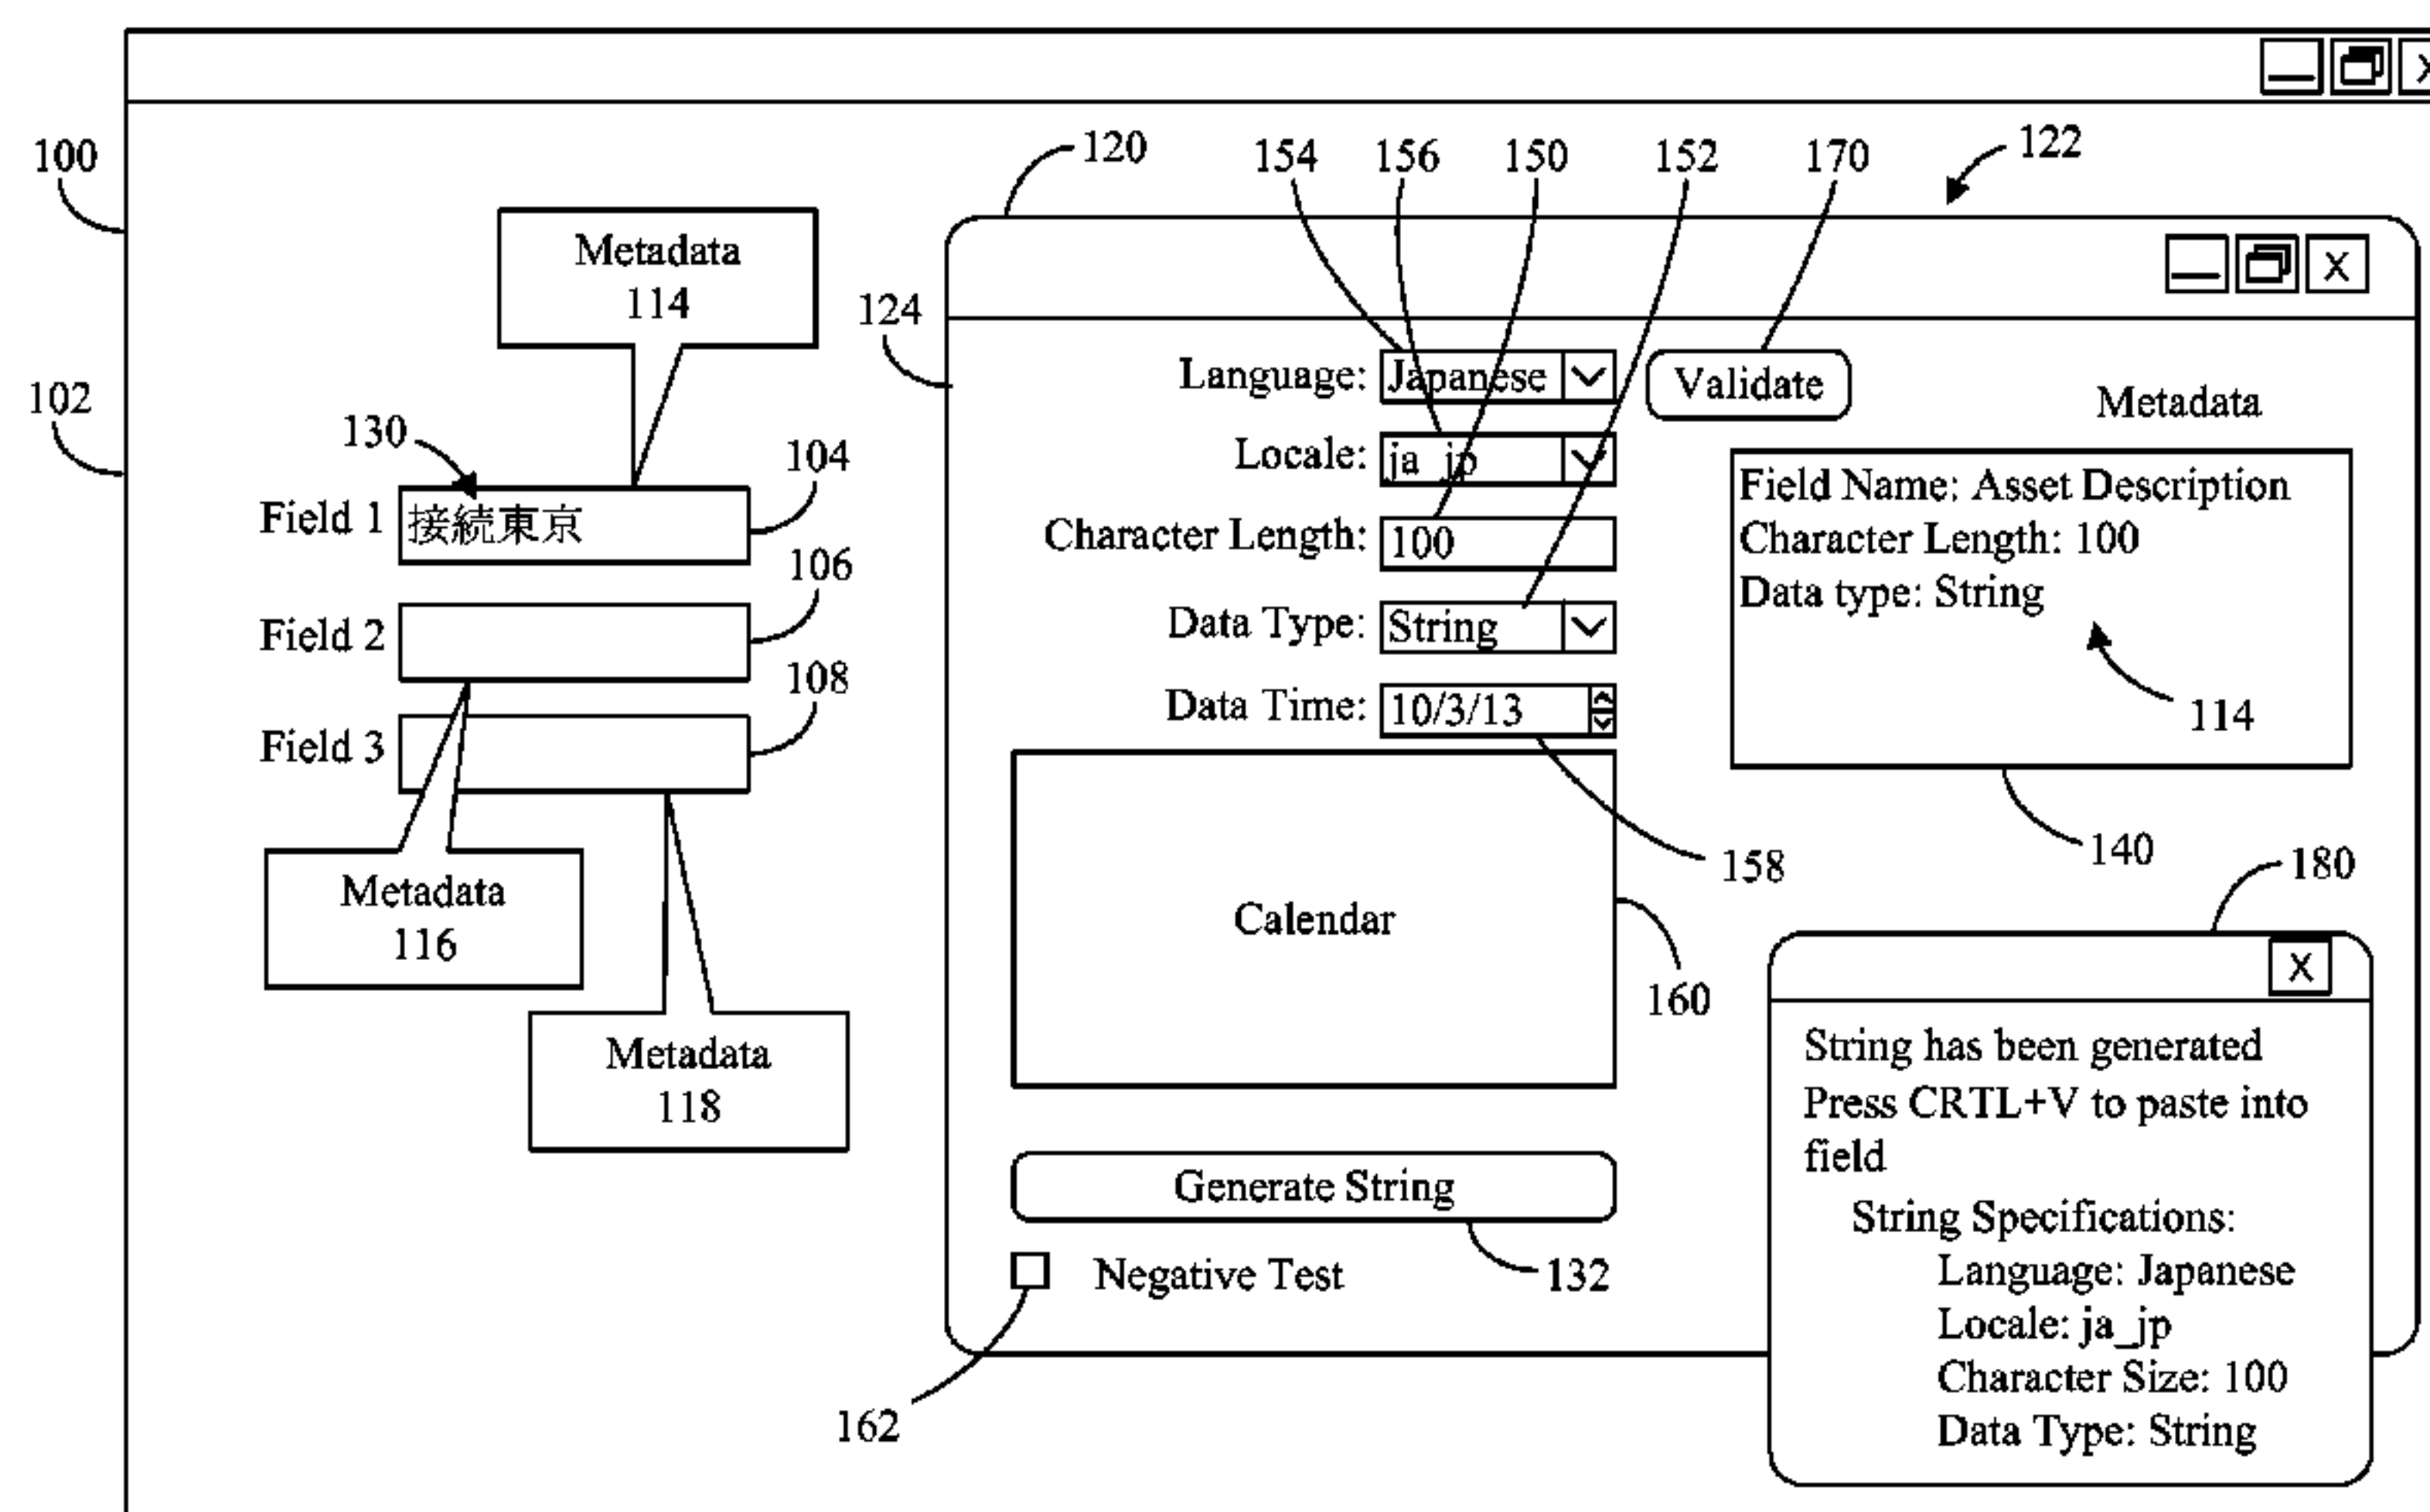 100
102
120
154
156
150
152
170
122
124
Metadata
114
130
104
Field 1
接続東京
106
Field 2
108
Field 3
Metadata
116
Metadata
118
X
X
Language:
Japanese
Validate
Locale:
ja_jp
Character Length:
100
Data Type:
String
Data Time:
10/3/13
Calendar
158
160
Generate String
132
Negative Test
162
Metadata
Field Name: Asset Description
Character Length: 100
Data type: String
114
140
180
X
String has been generated
Press CRTL+V to paste into
field
String Specifications:
Language: Japanese
Locale: ja_jp
Character Size: 100
Data Type: String